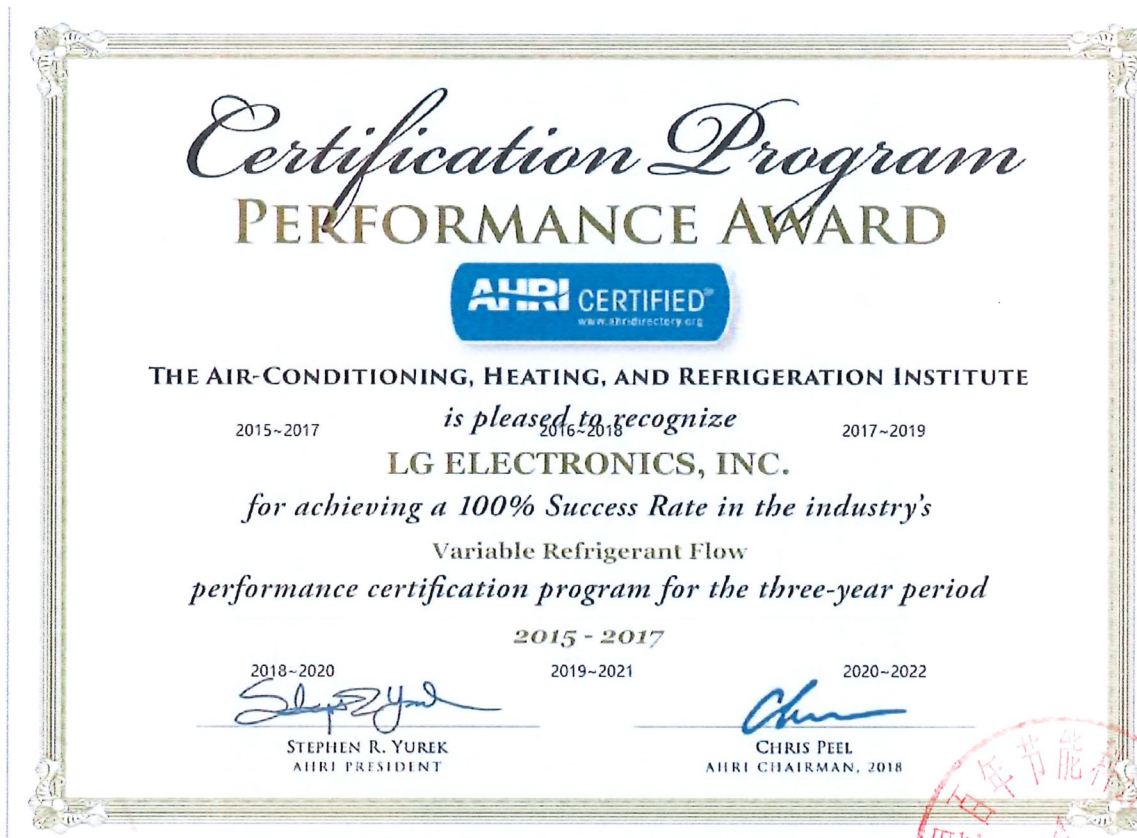 Certification Program
PERFORMANCE AWARD
AHRI CERTIFIED
www.ahridirectory.org
THE AIR-CONDITIONING, HEATING, AND REFRIGERATION INSTITUTE
is pleased to recognize
2015~2017 2016~2018 2017~2019
LG ELECTRONICS, INC.
for achieving a 100% Success Rate in the industry's
Variable Refrigerant Flow
performance certification program for the three-year period
2015 - 2017
2018~2020 2019~2021 2020~2022
STEPHEN R. YUREK
AHRI PRESIDENT
CHRIS PEEL
AHRI CHAIRMAN, 2018
百年节能科